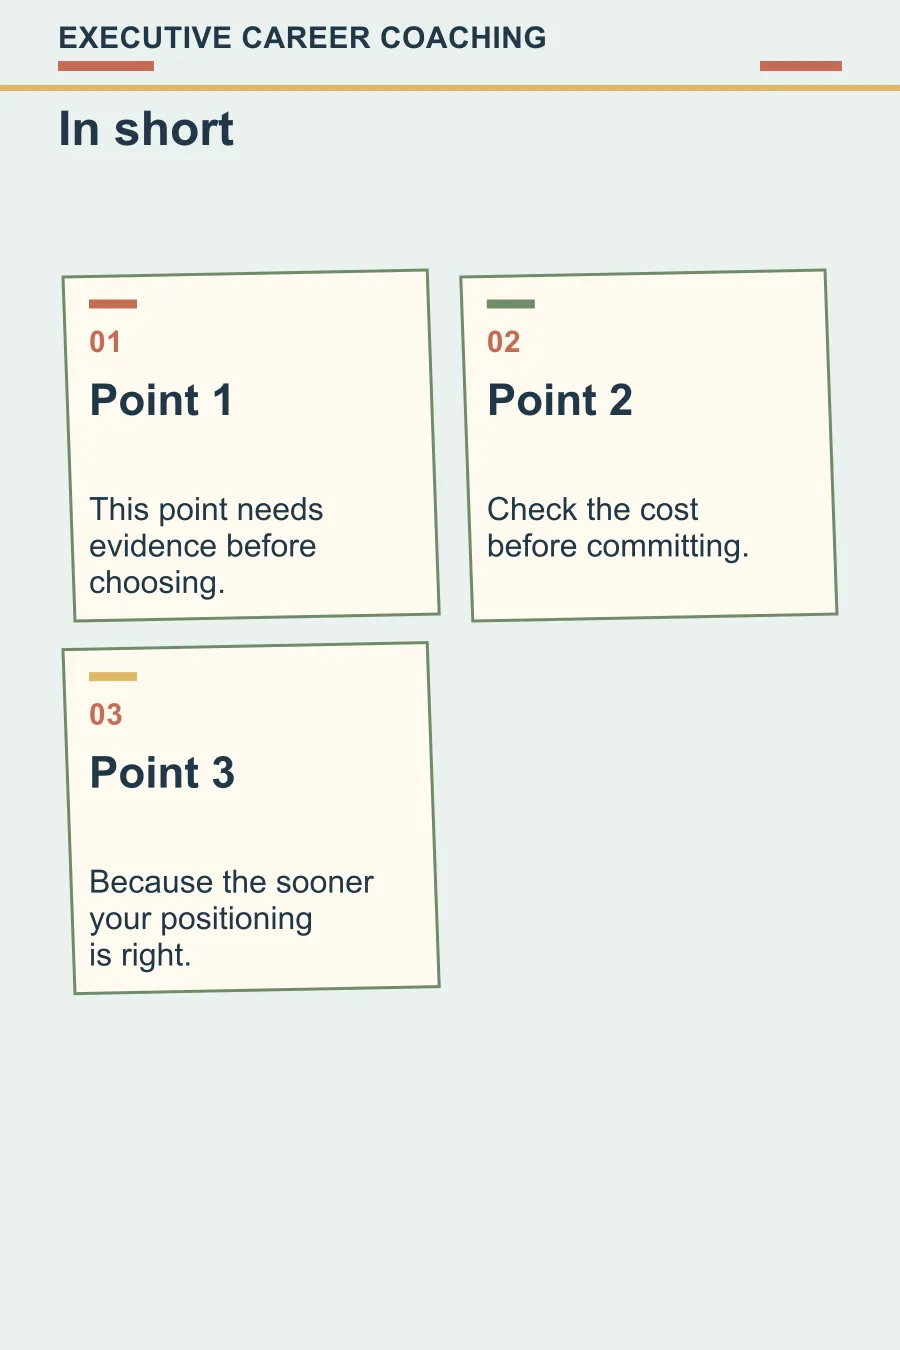 EXECUTIVE CAREER COACHING
In short
01
Point 1
This point needs
evidence before
choosing.
02
Point 2
Check the cost
before committing.
03
Point 3
Because the sooner
your positioning
is right.